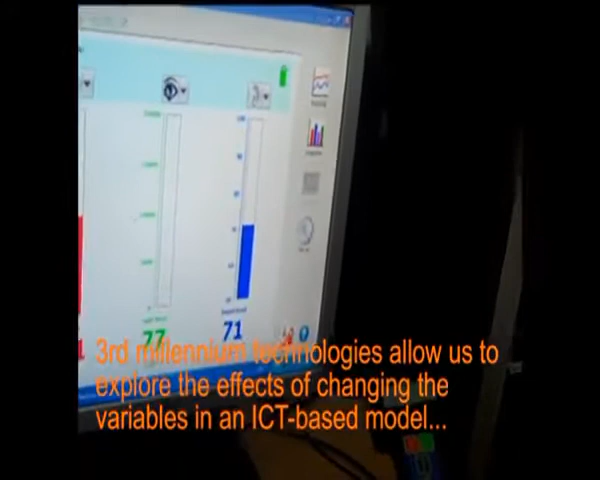 77
71
3rd millennium technologies allow us to
explore the effects of changing the
variables in an ICT-based model...